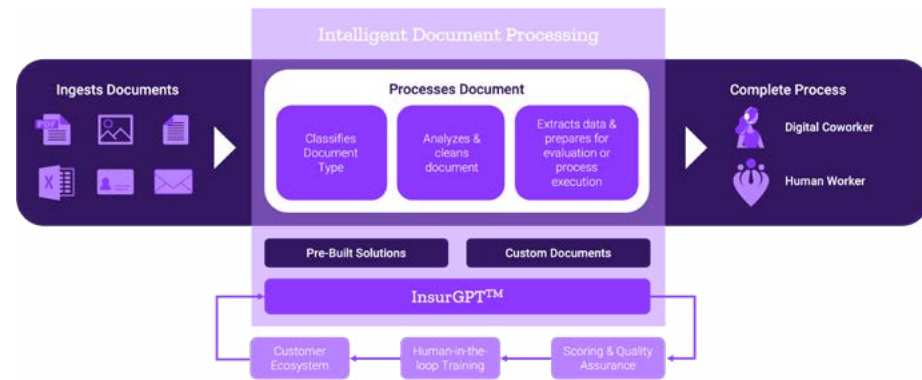 Intelligent Document Processing
Ingests Documents
PDF
X
Processes Document
Classifies
Document
Type
Analyzes &
cleans
document
Extracts data &
prepares for
evaluation or
process
execution
Complete Process
Digital Coworker
Human Worker
Pre-Built Solutions
Custom Documents
InsurGPT™
Customer
Ecosystem
Human-in-the-
loop Training
Scoring & Quality
Assurance